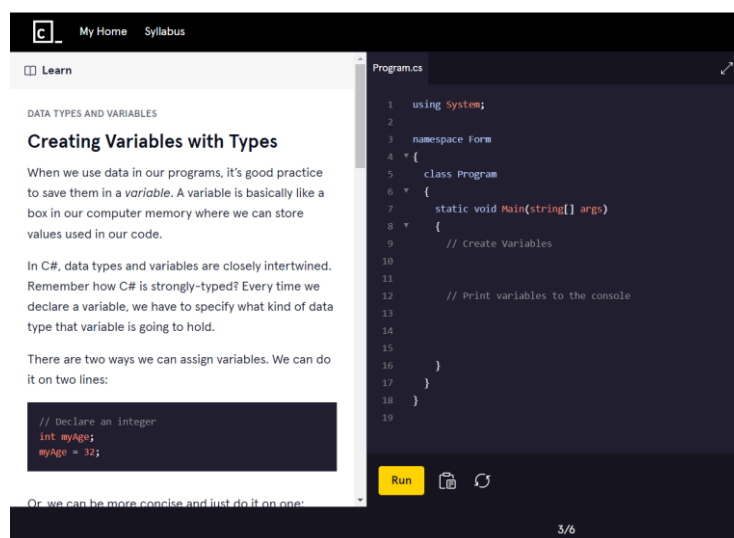 c_ My Home Syllabus
Learn
DATA TYPES AND VARIABLES
Creating Variables with Types
When we use data in our programs, it's good practice
to save them in a variable. A variable is basically like a
box in our computer memory where we can store
values used in our code.
In C#, data types and variables are closely intertwined.
Remember how C# is strongly-typed? Every time we
declare a variable, we have to specify what kind of data
type that variable is going to hold.
There are two ways we can assign variables. We can do
it on two lines:
// Declare an integer
int myAge;
myAge = 32;
Or, we can be more concise and just do it on one:
Program.cs
1 using System;
2
3 namespace Form
4 {
5 class Program
6 {
7 static void Main(string[] args)
8 {
9 // Create Variables
10
11
12 // Print variables to the console
13
14
15
16 }
17 }
18 }
19
Run
3/6